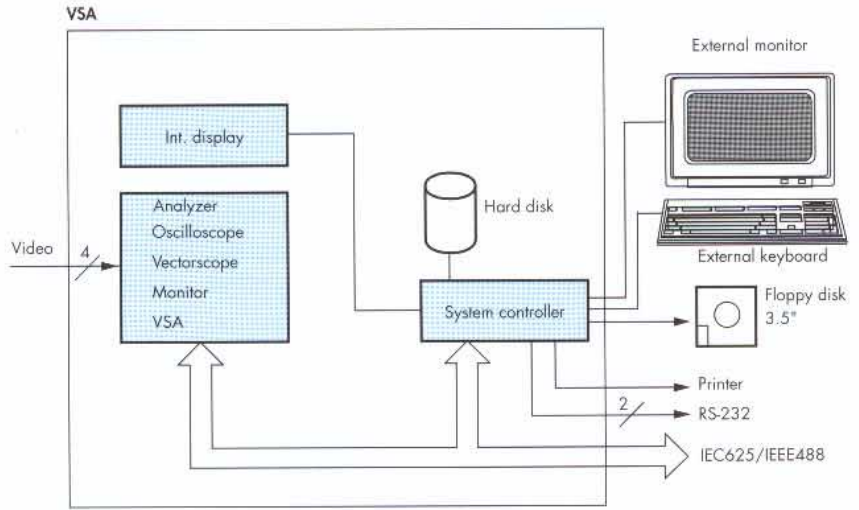 VSA
External monitor
Int. display
Analyzer
Oscilloscope
Vectorscope
Monitor
VSA
Hard disk
Video
4
External keyboard
System controller
Floppy disk
3.5"
Printer
2
RS-232
IEC625/IEEE488